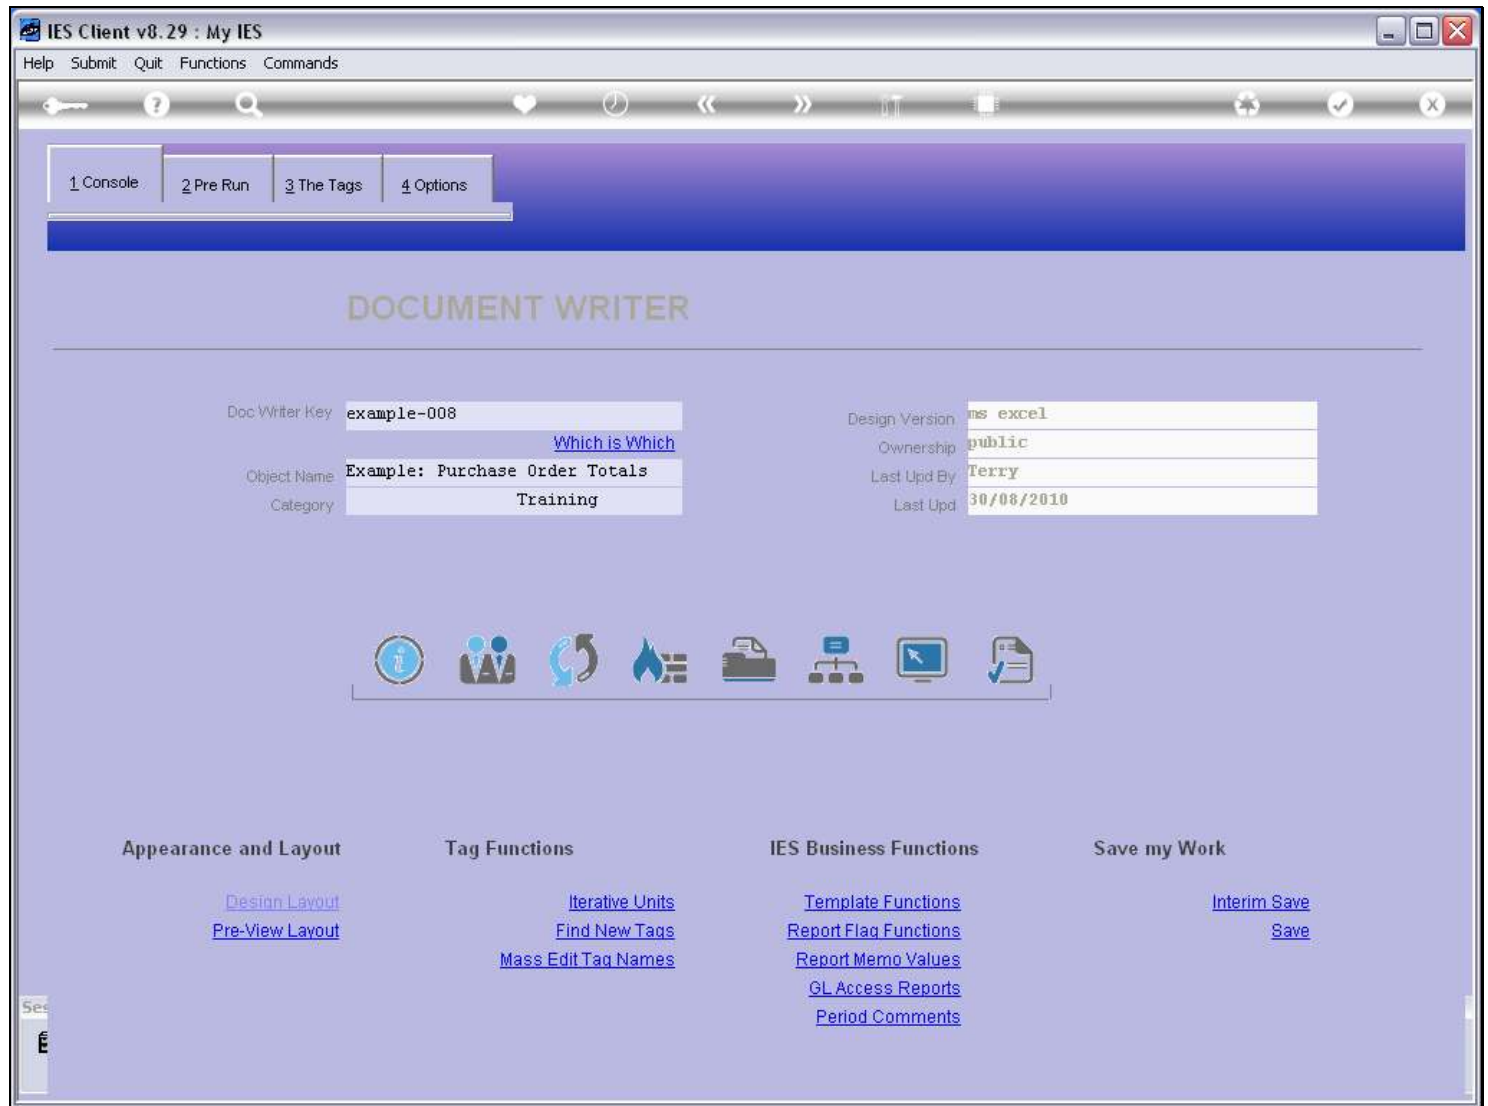 IES Client v8.29 : My IES
Help Submit Quit Functions Commands
1 Console 2 Pre Run 3 The Tags 4 Options
DOCUMENT WRITER
Doc Writer Key example-008
Which is Which
Object Name Example: Purchase Order Totals
Category Training
Design Version ms excel
Ownership public
Last Upd By Terry
Last Upd 30/08/2010
Appearance and Layout
Design Layout
Pre-View Layout
Tag Functions
Iterative Units
Find New Tags
Mass Edit Tag Names
IES Business Functions
Template Functions
Report Flag Functions
Report Memo Values
GL Access Reports
Period Comments
Save my Work
Interim Save
Save